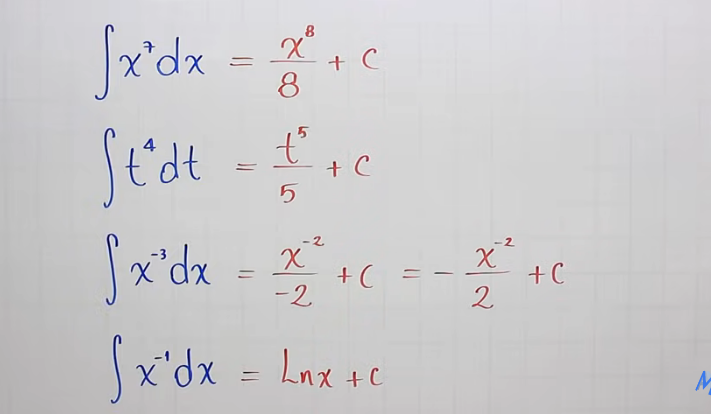 ∫x⁷dx = x⁸/8 + C
∫t⁴dt = t⁵/5 + C
∫x⁻³dx = x⁻²/-2 + C = - x⁻²/2 + C
∫x⁻¹dx = Lnx + C
M